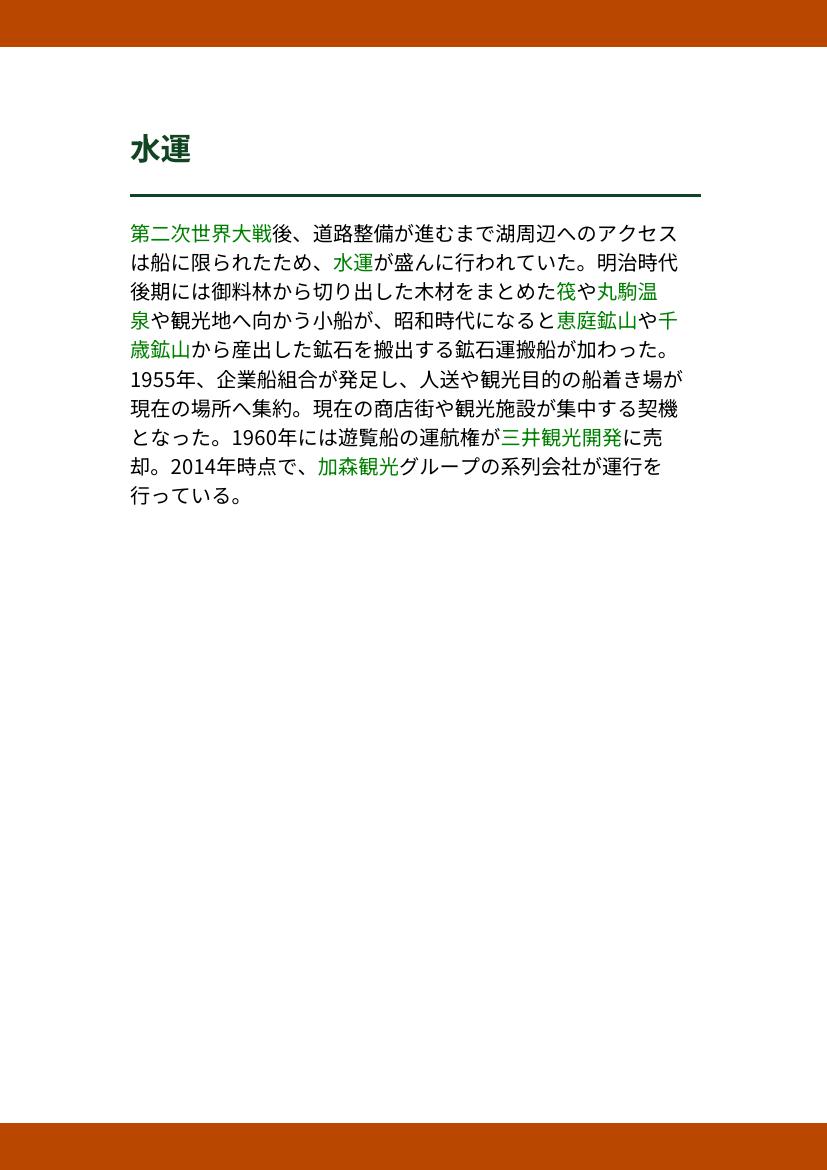 水運
第二次世界大戦後、道路整備が進むまで湖周辺へのアクセス
は船に限られたため、水運が盛んに行われていた。明治時代
後期には御料林から切り出した木材をまとめた筏や丸駒温
泉や観光地へ向かう小船が、昭和時代になると恵庭鉱山や千
歳鉱山から産出した鉱石を搬出する鉱石運搬船が加わった。
1955年、企業船組合が発足し、人送や観光目的の船着き場が
現在の場所へ集約。現在の商店街や観光施設が集中する契機
となった。1960年には遊覧船の運航権が三井観光開発に売
却。2014年時点で、加森観光グループの系列会社が運行を
行っている。